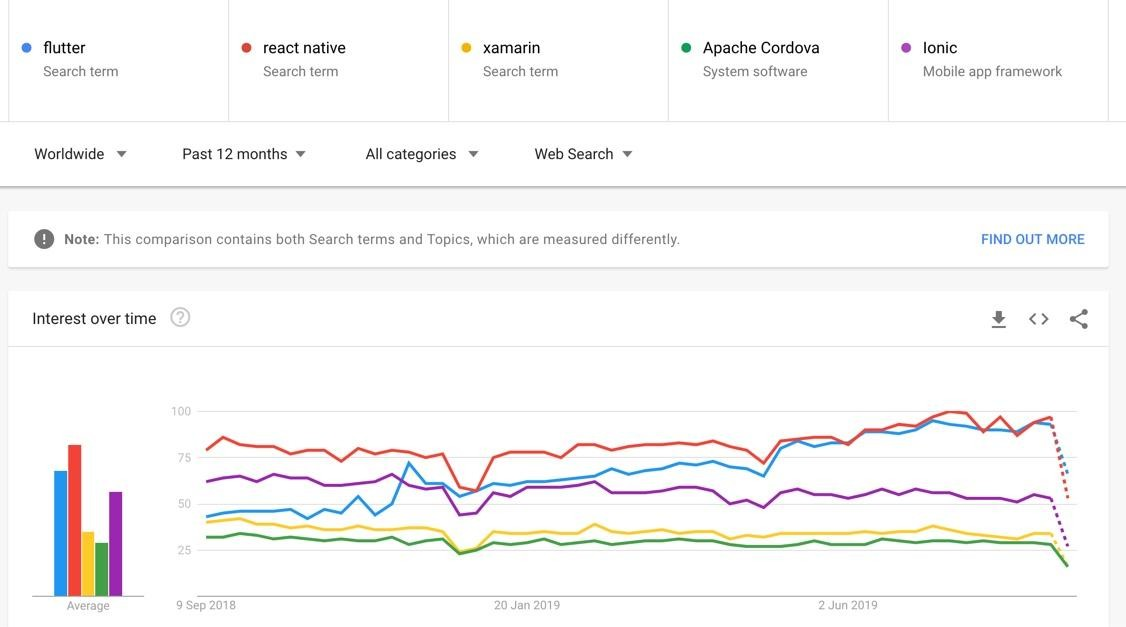 flutter
Search term
react native
Search term
xamarin
Search term
Apache Cordova
System software
Ionic
Mobile app framework
Worldwide
Past 12 months
All categories
Web Search
Note: This comparison contains both Search terms and Topics, which are measured differently.
FIND OUT MORE
Interest over time
100
75
50
25
Average
9 Sep 2018
20 Jan 2019
2 Jun 2019